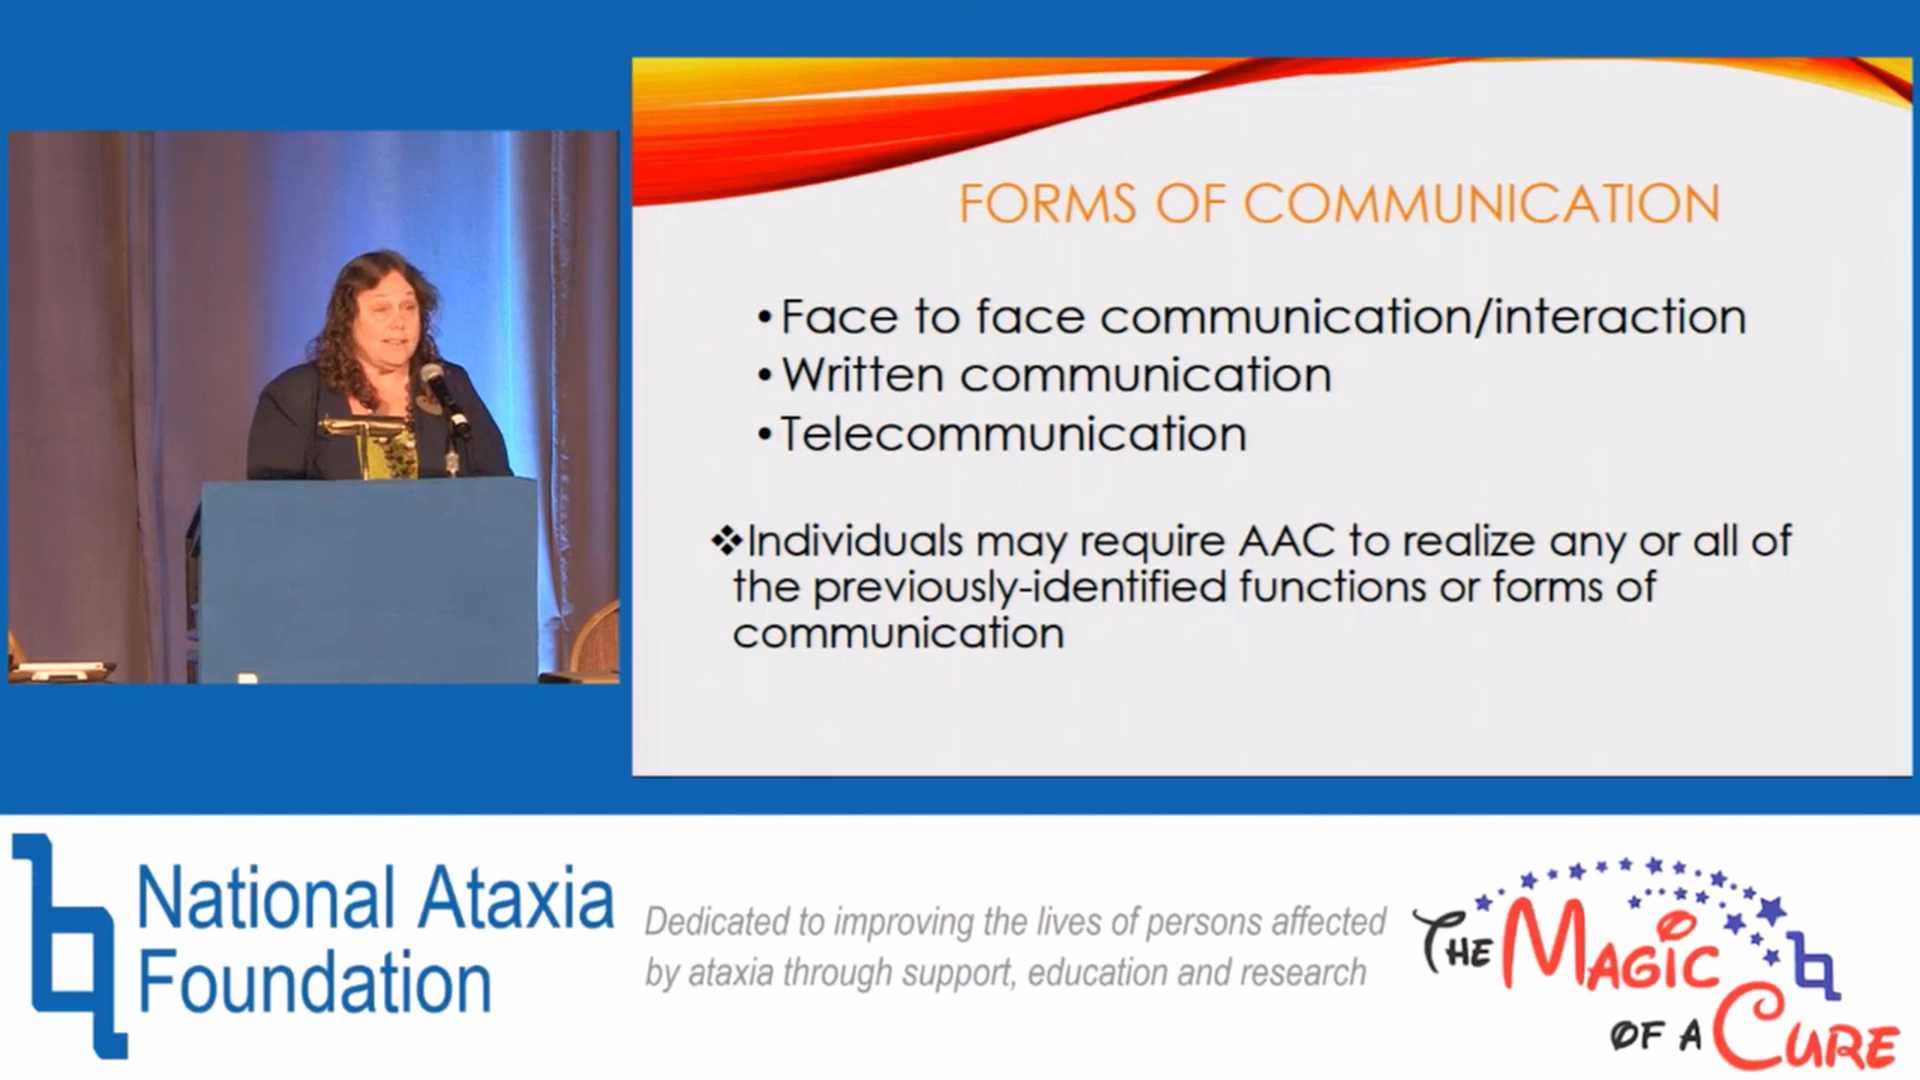 FORMS OF COMMUNICATION
•Face to face communication/interaction
•Written communication
•Telecommunication
❖Individuals may require AAC to realize any or all of
the previously-identified functions or forms of
communication
National Ataxia
Foundation
Dedicated to improving the lives of persons affected
by ataxia through support, education and research
THE MAGIC
OF A CURE